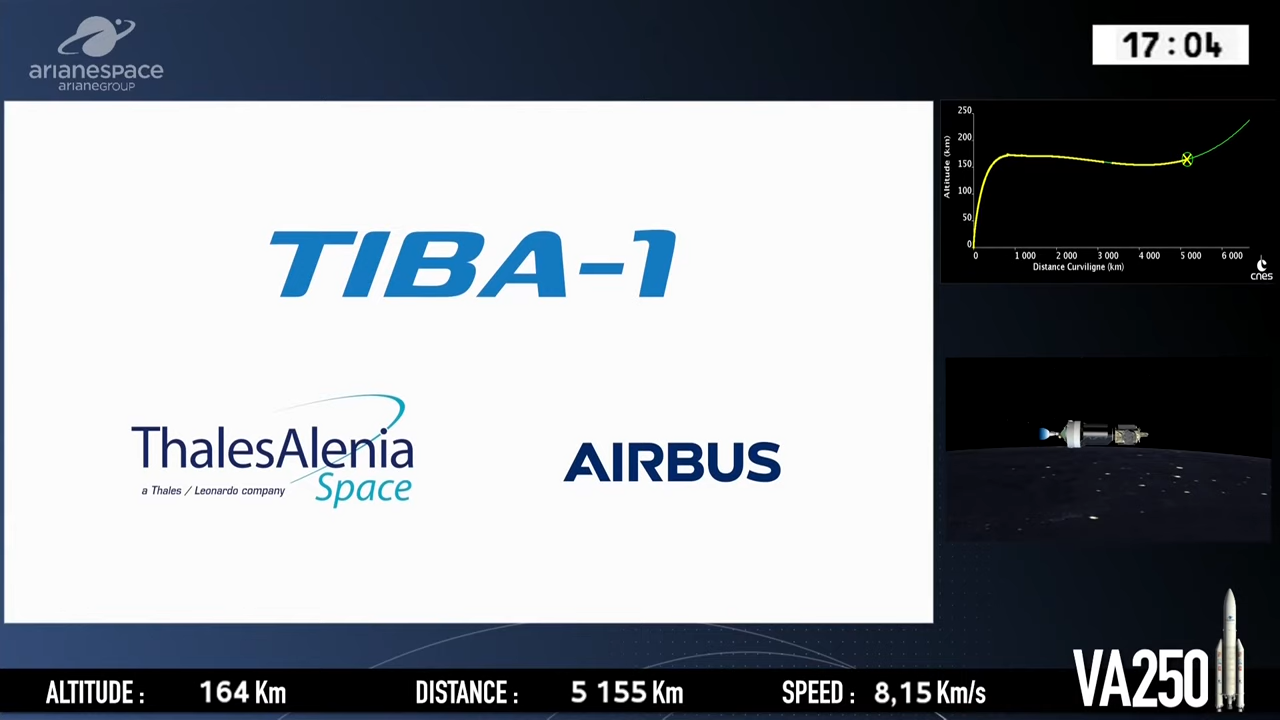 arianespace
arianeGROUP
17:04
TIBA-1
ThalesAlenia
a Thales / Leonardo company
Space
AIRBUS
250
200
150
100
50
0
Altitude (km)
0 1 000 2 000 3 000 4 000 5 000 6 000
Distance Curviligne (km)
cnes
VA250
ALTITUDE : 164 Km DISTANCE : 5 155 Km SPEED : 8,15 Km/s